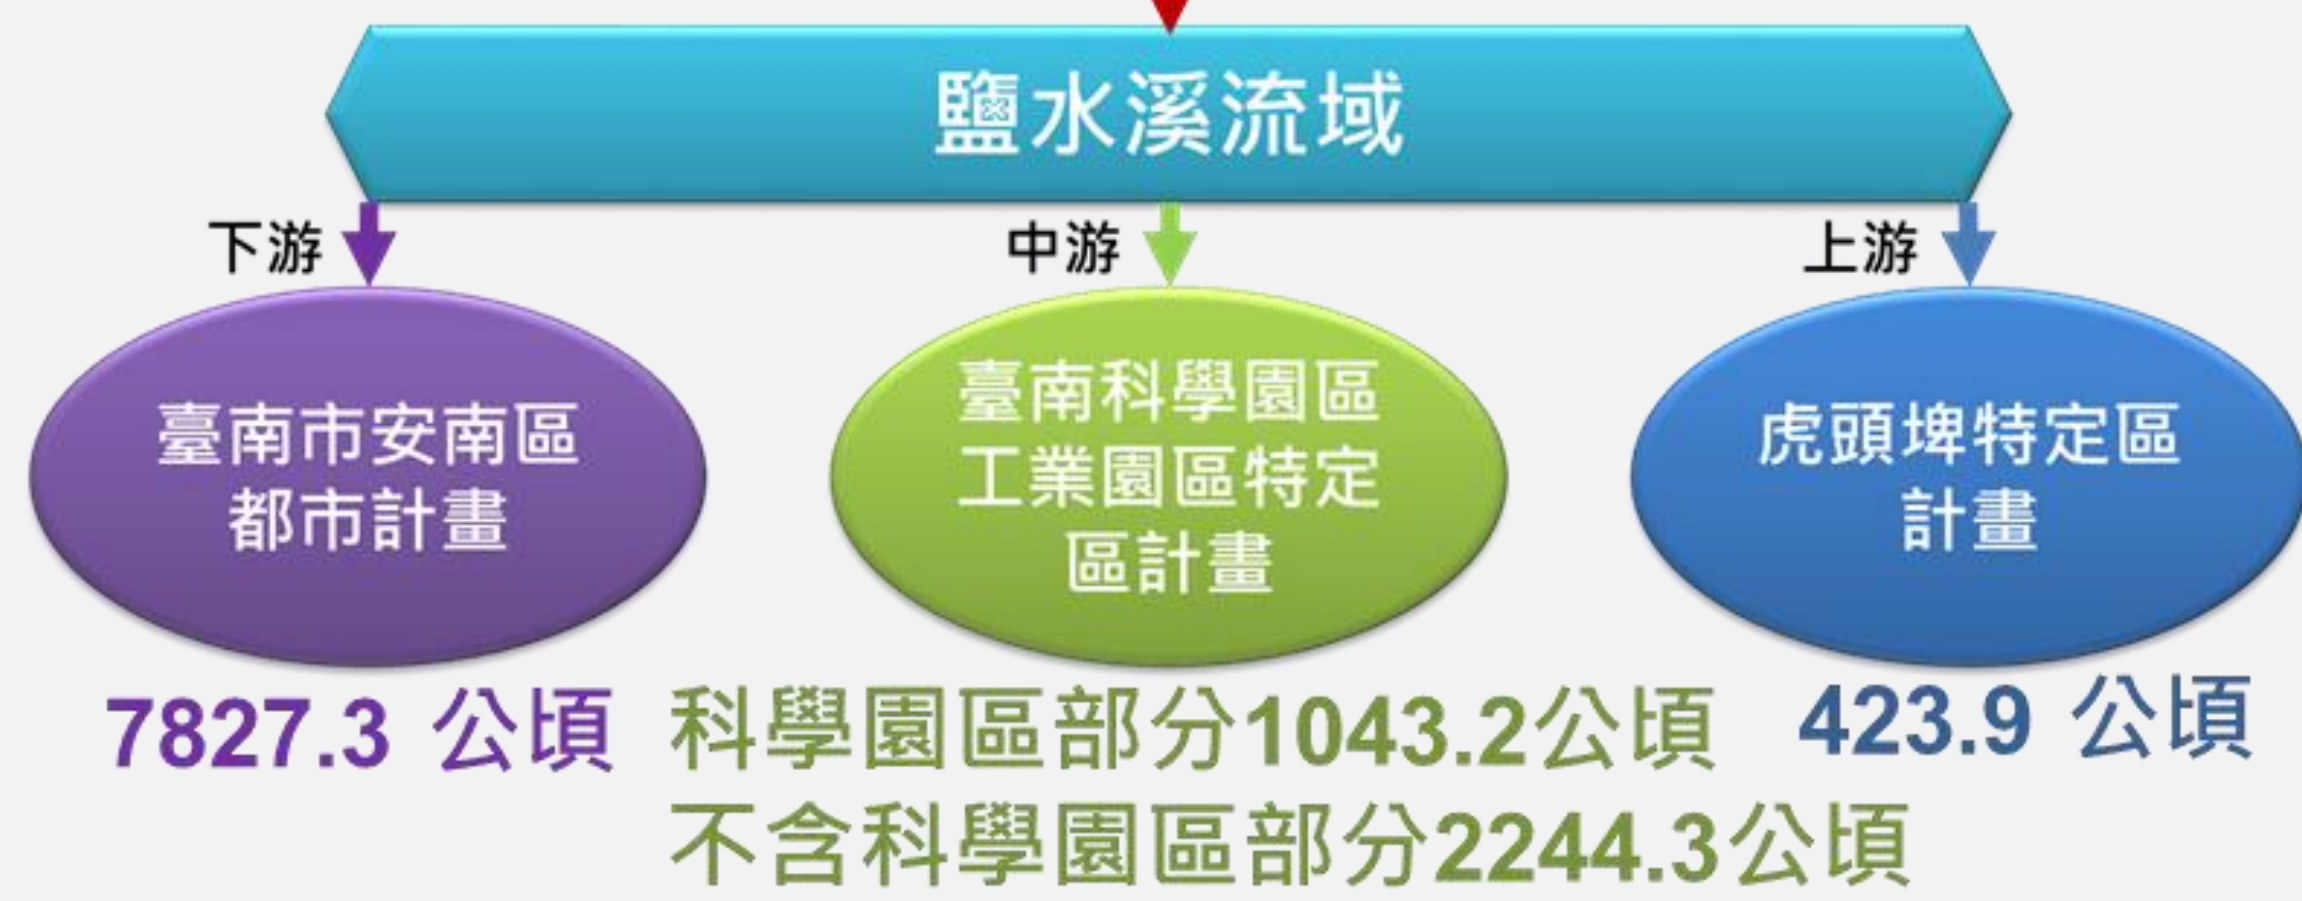 鹽水溪流域
下游
中游
上游
臺南市安南區
都市計畫
臺南科學園區
工業園區特定
區計畫
虎頭埤特定區
計畫
7827.3 公頃
科學園區部分1043.2公頃
不含科學園區部分2244.3公頃
423.9 公頃